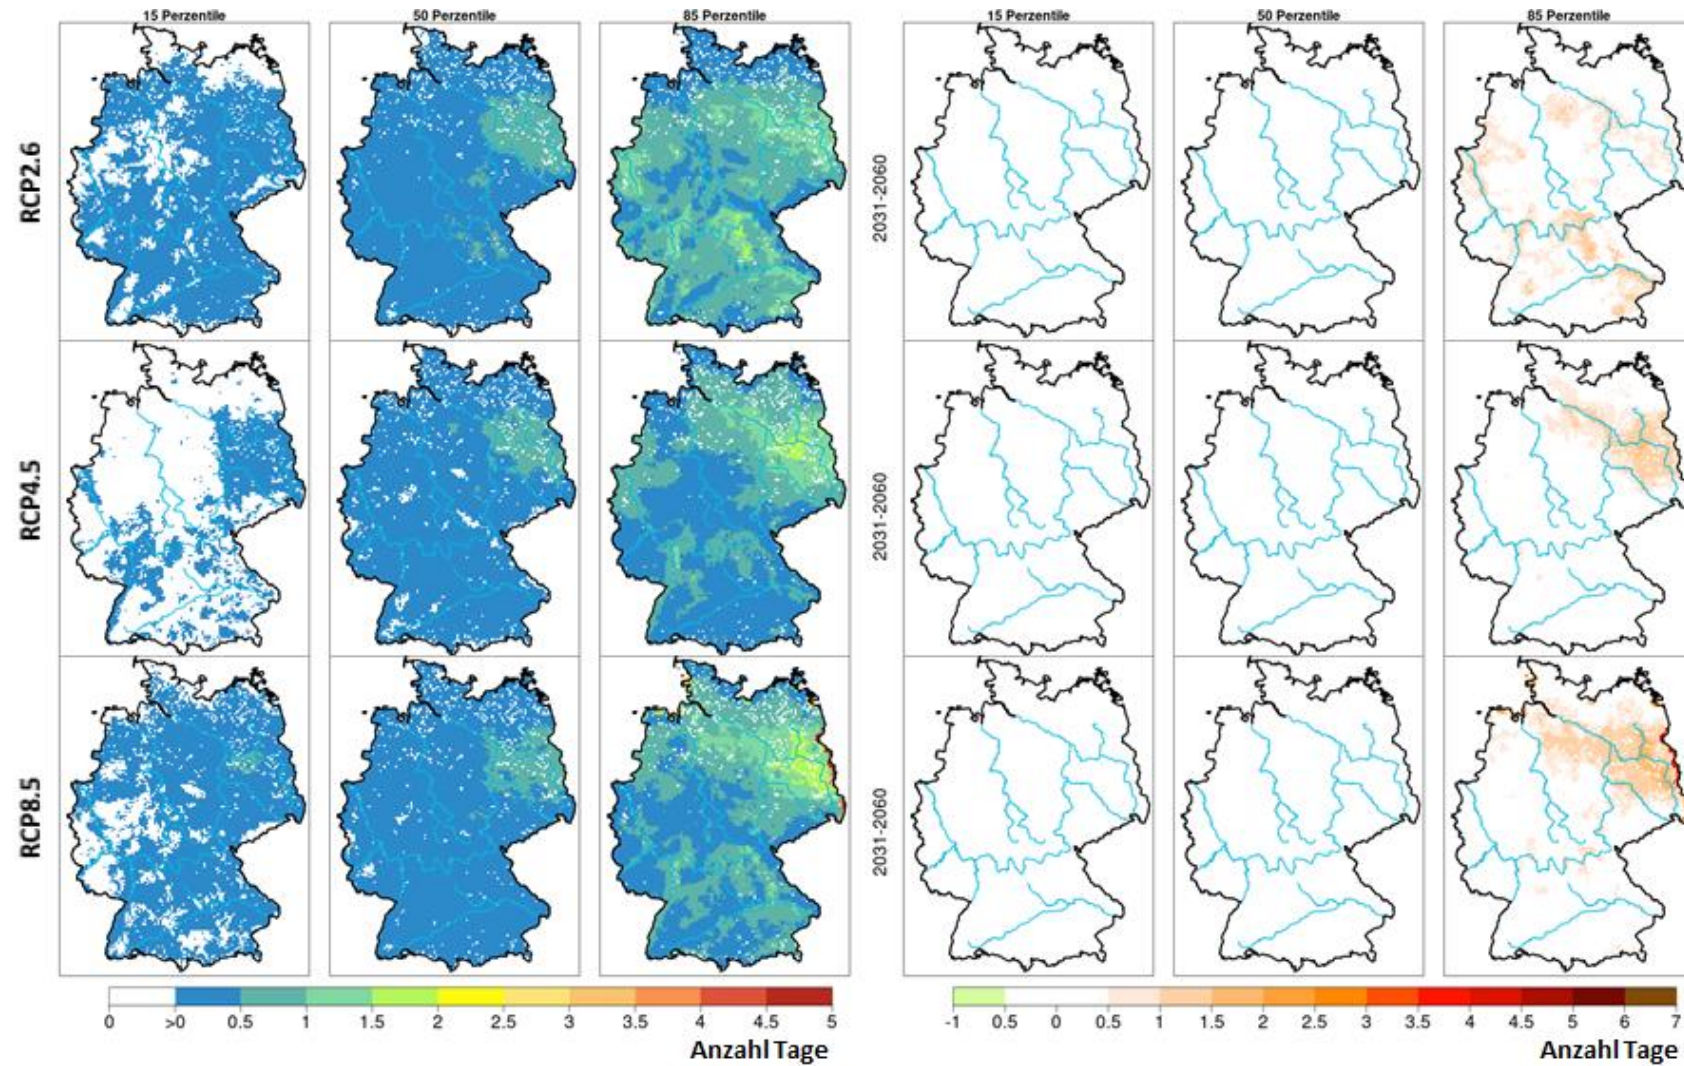 15 Perzentile 50 Perzentile 85 Perzentile 15 Perzentile 50 Perzentile 85 Perzentile
RCP2.6
2031-2060
RCP4.5
2031-2060
RCP8.5
2031-2060
0 >0 0.5 1 1.5 2 2.5 3 3.5 4 4.5 5
Anzahl Tage
-1 0.5 0 0.5 1 1.5 2 2.5 3 3.5 4 4.5 5 6 7
Anzahl Tage